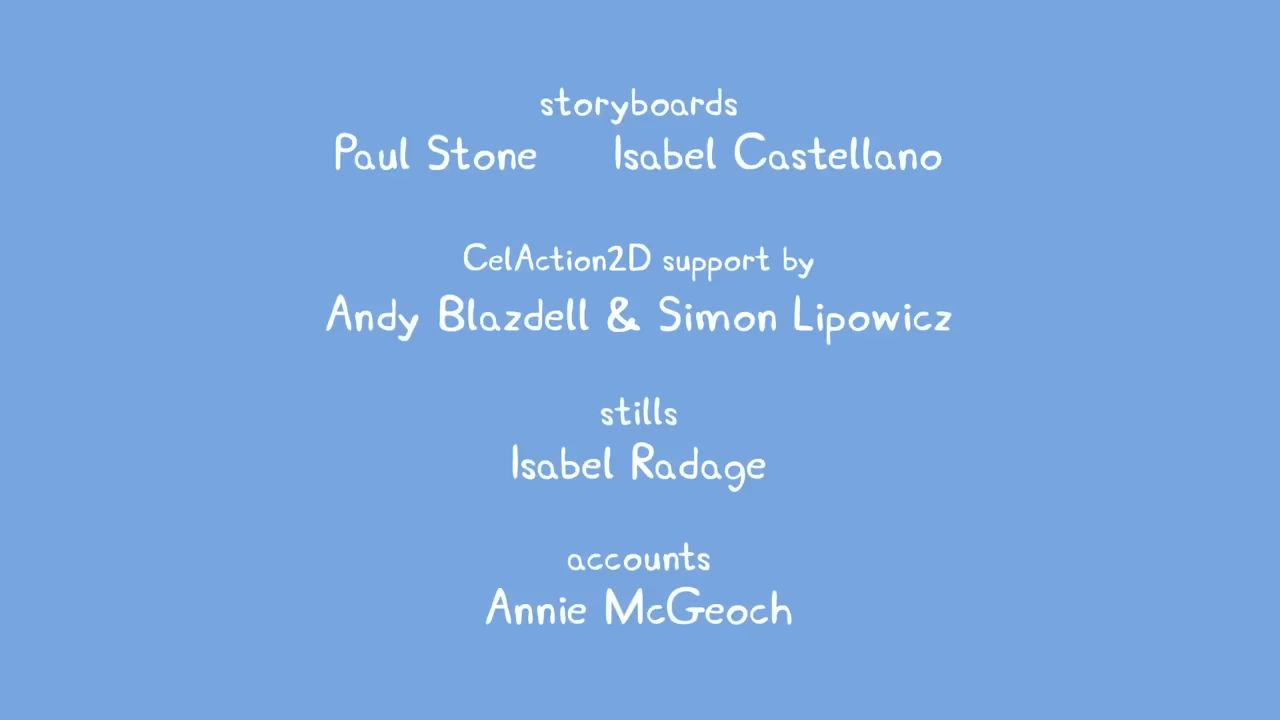 storyboards
Paul Stone Isabel Castellano
CelAction2D support by
Andy Blazdell & Simon Lipowicz
stills
Isabel Radage
accounts
Annie McGeoch